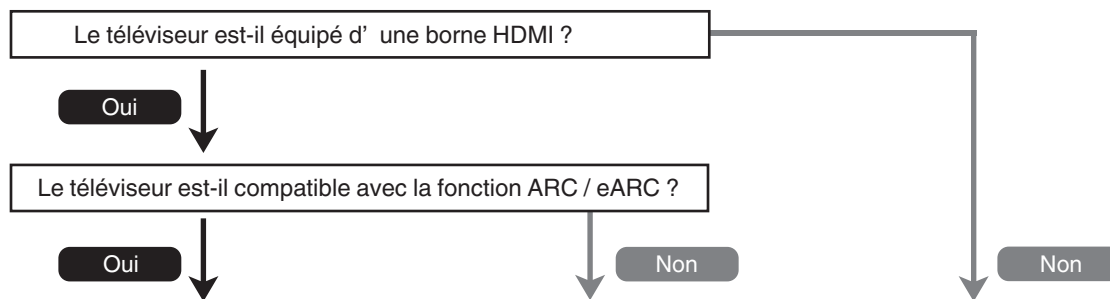 Le téléviseur est-il équipé d’ une borne HDMI ?
Oui
Le téléviseur est-il compatible avec la fonction ARC / eARC ?
Oui
Non
Non